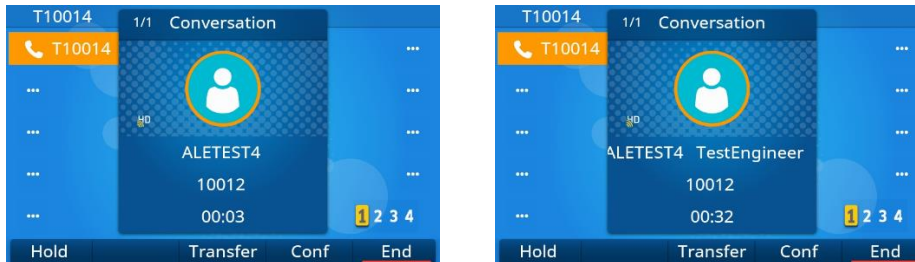 T10014
1/1 Conversation
T10014
...
...
...
HD
...
ALETEST4
...
...
10012
...
...
00:03
1 2 3 4
Hold Transfer Conf End
T10014
1/1 Conversation
T10014
...
...
...
HD
...
ALETEST4 TestEngineer
...
...
10012
...
...
00:32
1 2 3 4
Hold Transfer Conf End